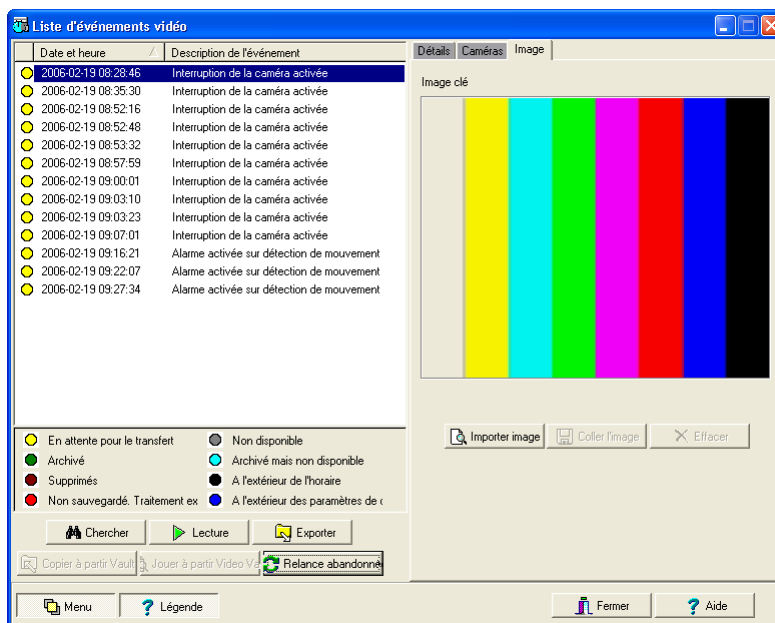 Liste d'événements vidéo
Date et heure Description de l'événement
2006-02-19 08:28:46 Interruption de la caméra activée
2006-02-19 08:35:30 Interruption de la caméra activée
2006-02-19 08:52:16 Interruption de la caméra activée
2006-02-19 08:52:48 Interruption de la caméra activée
2006-02-19 08:53:32 Interruption de la caméra activée
2006-02-19 08:57:59 Interruption de la caméra activée
2006-02-19 09:00:01 Interruption de la caméra activée
2006-02-19 09:03:10 Interruption de la caméra activée
2006-02-19 09:03:23 Interruption de la caméra activée
2006-02-19 09:07:01 Interruption de la caméra activée
2006-02-19 09:16:21 Alarme activée sur détection de mouvement
2006-02-19 09:22:07 Alarme activée sur détection de mouvement
2006-02-19 09:27:34 Alarme activée sur détection de mouvement
En attente pour le transfert Non disponible
Archivé Archivé mais non disponible
Supprimés A l'extérieur de l'horaire
Non sauvegardé. Traitement ex A l'extérieur des paramètres de c
Chercher Lecture Exporter
Copier à partir Vault Jouer à partir Video Va Relance abandonné
Détails Caméras Image
Image clé
Importer image Coller l'image Effacer
Menu Légende Fermer Aide